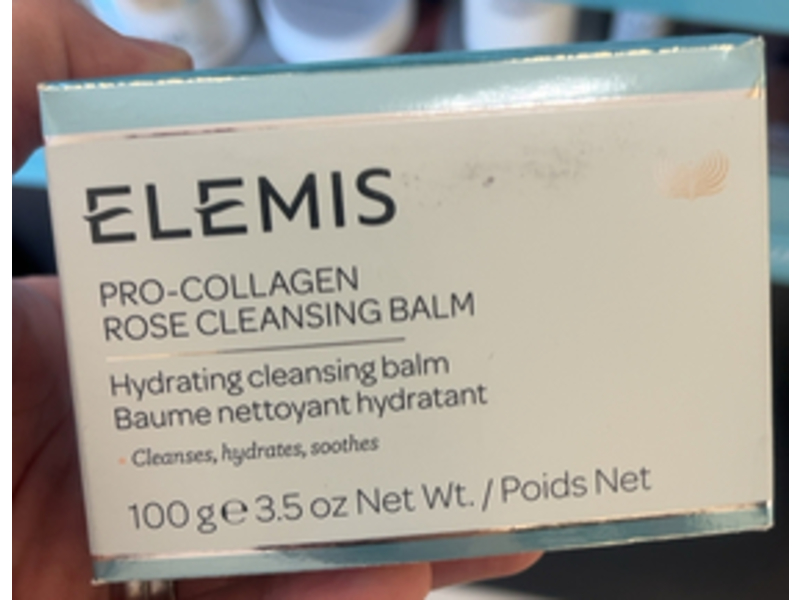 ELEMIS
PRO-COLLAGEN
ROSE CLEANSING BALM
Hydrating cleansing balm
Baume nettoyant hydratant
· Cleanses, hydrates, soothes
100 g ℮ 3.5 oz Net Wt. / Poids Net